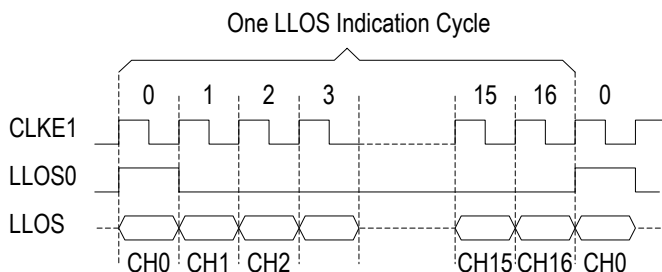 One LLOS Indication Cycle
0 1 2 3 15 16 0
CLKE1
LLOS0
LLOS
CH0 CH1 CH2 CH15 CH16 CH0